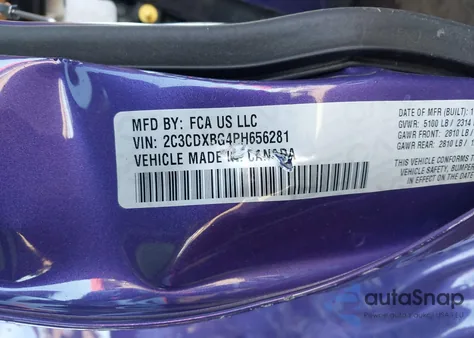 MFD BY: FCA US LLC
VIN: 2C3CDXBG4PH656281
VEHICLE MADE IN CANADA
DATE OF MFR (BUILT): 1
GVWR: 5100 LB / 2314
GAWR FRONT: 2810 LB /
GAWR REAR: 2810 LB / 1
THIS VEHICLE CONFORMS
VEHICLE SAFETY, BUMPER,
IN EFFECT ON THE DATE
autoSnap